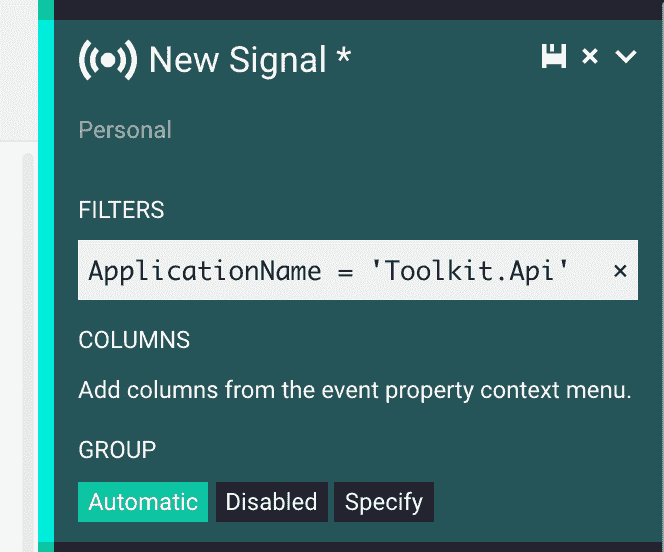 New Signal *
Personal
FILTERS
ApplicationName = 'Toolkit.Api' ×
COLUMNS
Add columns from the event property context menu.
GROUP
Automatic Disabled Specify